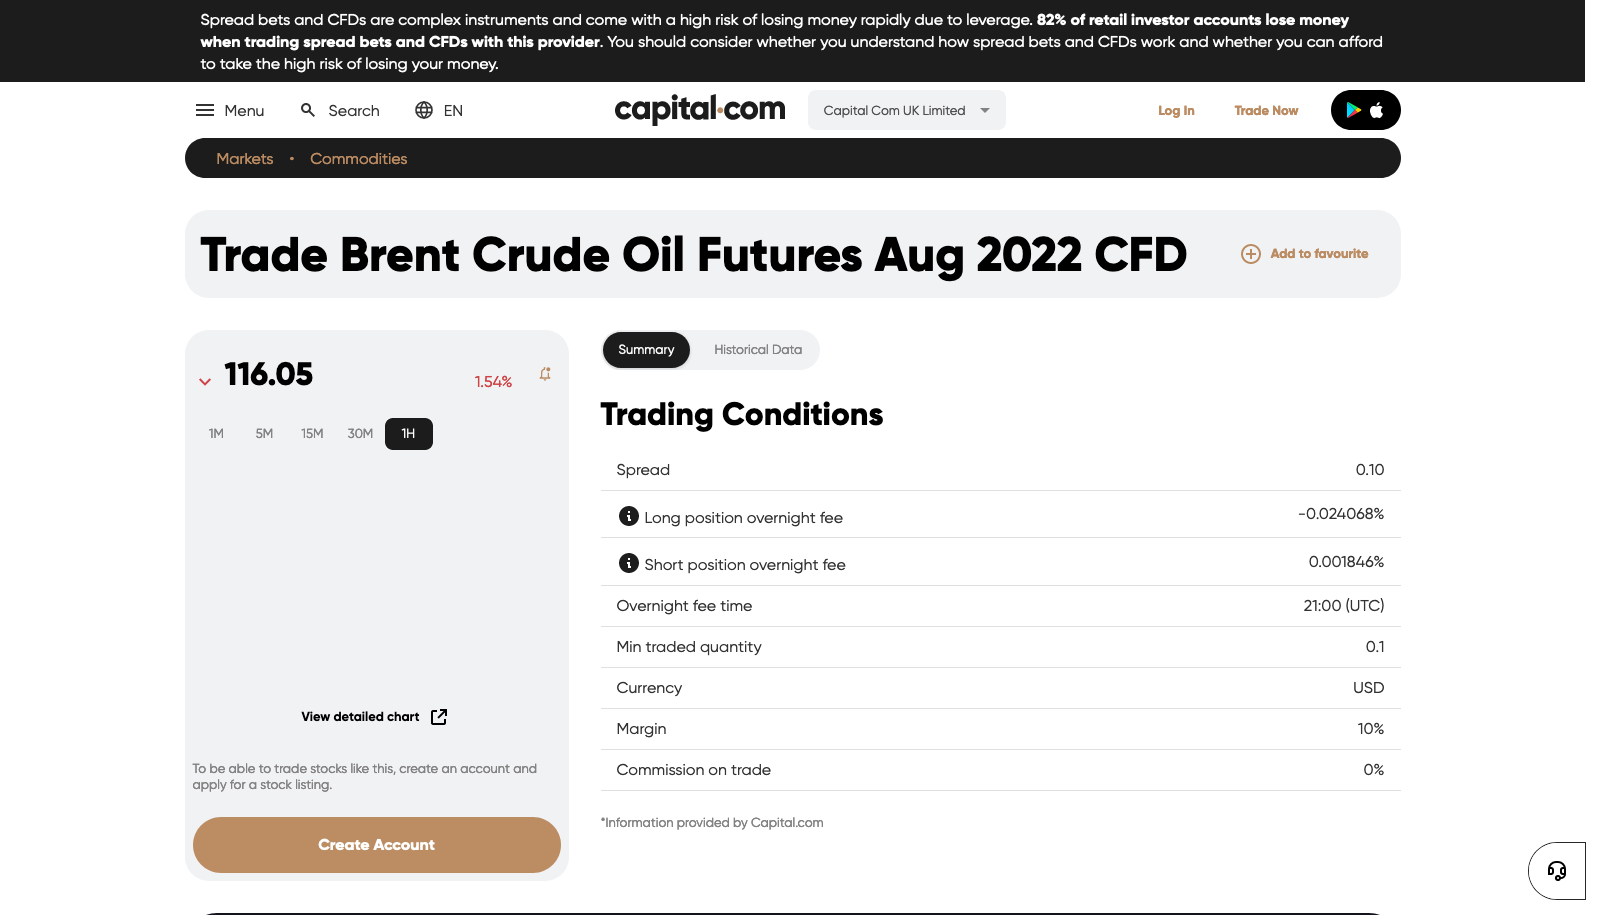 Spread bets and CFDs are complex instruments and come with a high risk of losing money rapidly due to leverage. 82% of retail investor accounts lose money
when trading spread bets and CFDs with this provider. You should consider whether you understand how spread bets and CFDs work and whether you can afford
to take the high risk of losing your money.
Menu Search EN capital.com Capital Com UK Limited Log In Trade Now
Markets • Commodities
Trade Brent Crude Oil Futures Aug 2022 CFD Add to favourite
116.05 1.54%
1M 5M 15M 30M 1H
View detailed chart
To be able to trade stocks like this, create an account and
apply for a stock listing.
Create Account
Summary Historical Data
Trading Conditions
Spread 0.10
Long position overnight fee -0.024068%
Short position overnight fee 0.001846%
Overnight fee time 21:00 (UTC)
Min traded quantity 0.1
Currency USD
Margin 10%
Commission on trade 0%
*Information provided by Capital.com